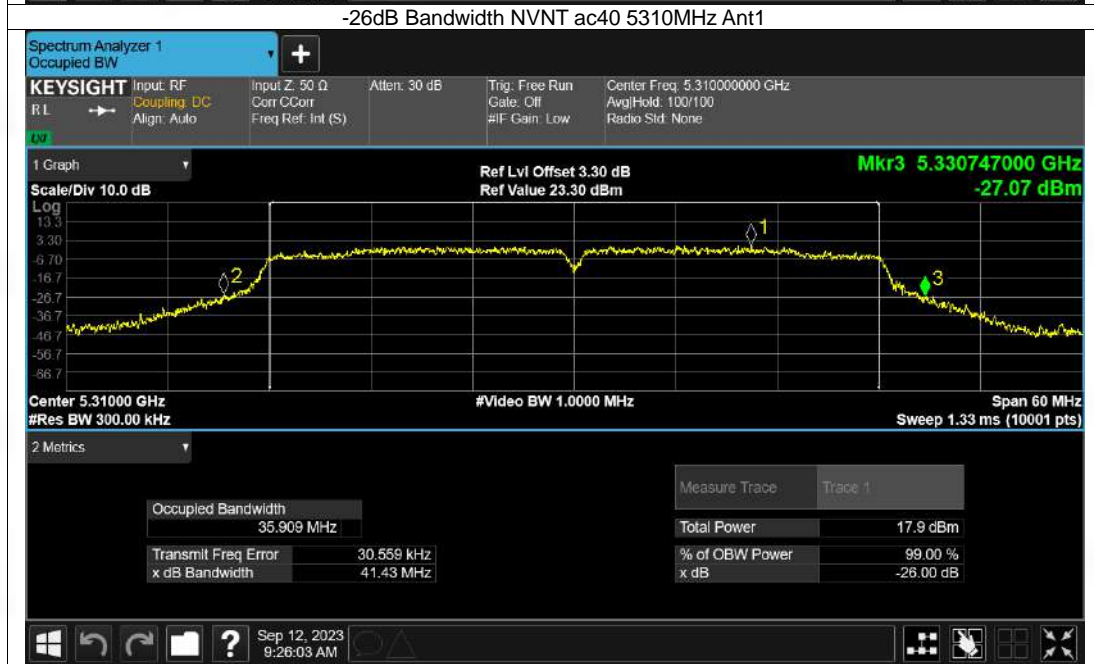 -26dB Bandwidth NVNT ac40 5310MHz Ant1
Spectrum Analyzer 1
Occupied BW
KEYSIGHT Input: RF Input Z: 50 Ω Atten: 30 dB Trig: Free Run Center Freq: 5.310000000 GHz
RL Coupling: DC Corr CCorr Gate: Off Avg|Hold: 100/100
Align: Auto Freq Ref: Int (S) #IF Gain: Low Radio Std: None
LXI
1 Graph Ref Lvl Offset 3.30 dB Mkr3 5.330747000 GHz
Scale/Div 10.0 dB Ref Value 23.30 dBm -27.07 dBm
Log
13.3
3.30
-6.70
-16.7
-26.7
-36.7
-46.7
-56.7
-66.7
1
2
3
Center 5.31000 GHz #Video BW 1.0000 MHz Span 60 MHz
#Res BW 300.00 kHz Sweep 1.33 ms (10001 pts)
2 Metrics
Measure Trace Trace 1
Occupied Bandwidth
35.909 MHz Total Power 17.9 dBm
Transmit Freq Error 30.559 kHz % of OBW Power 99.00 %
x dB Bandwidth 41.43 MHz x dB -26.00 dB
Sep 12, 2023
9:26:03 AM